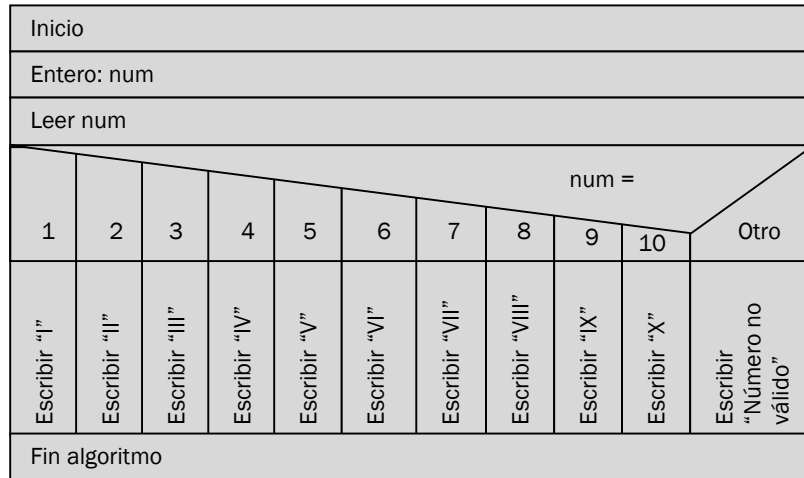 Inicio
Entero: num
Leer num
num =
1
2
3
4
5
6
7
8
9
10
Otro
Escribir “I”
Escribir “II”
Escribir “III”
Escribir “IV”
Escribir “V”
Escribir “VI”
Escribir “VII”
Escribir “VIII”
Escribir “IX”
Escribir “X”
Escribir
“Número no
válido”
Fin algoritmo